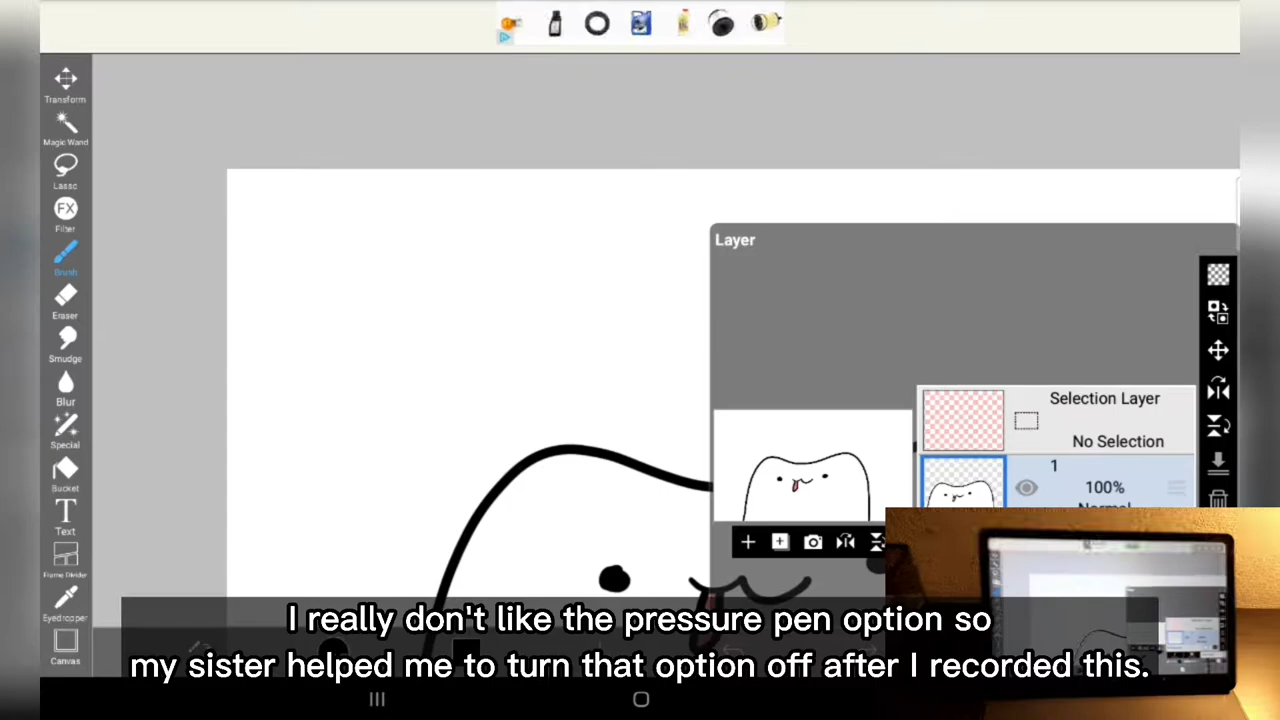 Transform
Magic Wand
Lasso
FX
Filter
Brush
Eraser
Smudge
Blur
Special
Bucket
T
Text
Frame Divider
Eyedropper
Canvas
Layer
Selection Layer
No Selection
1
100%
Normal
I really don't like the pressure pen option so
my sister helped me to turn that option off after I recorded this.